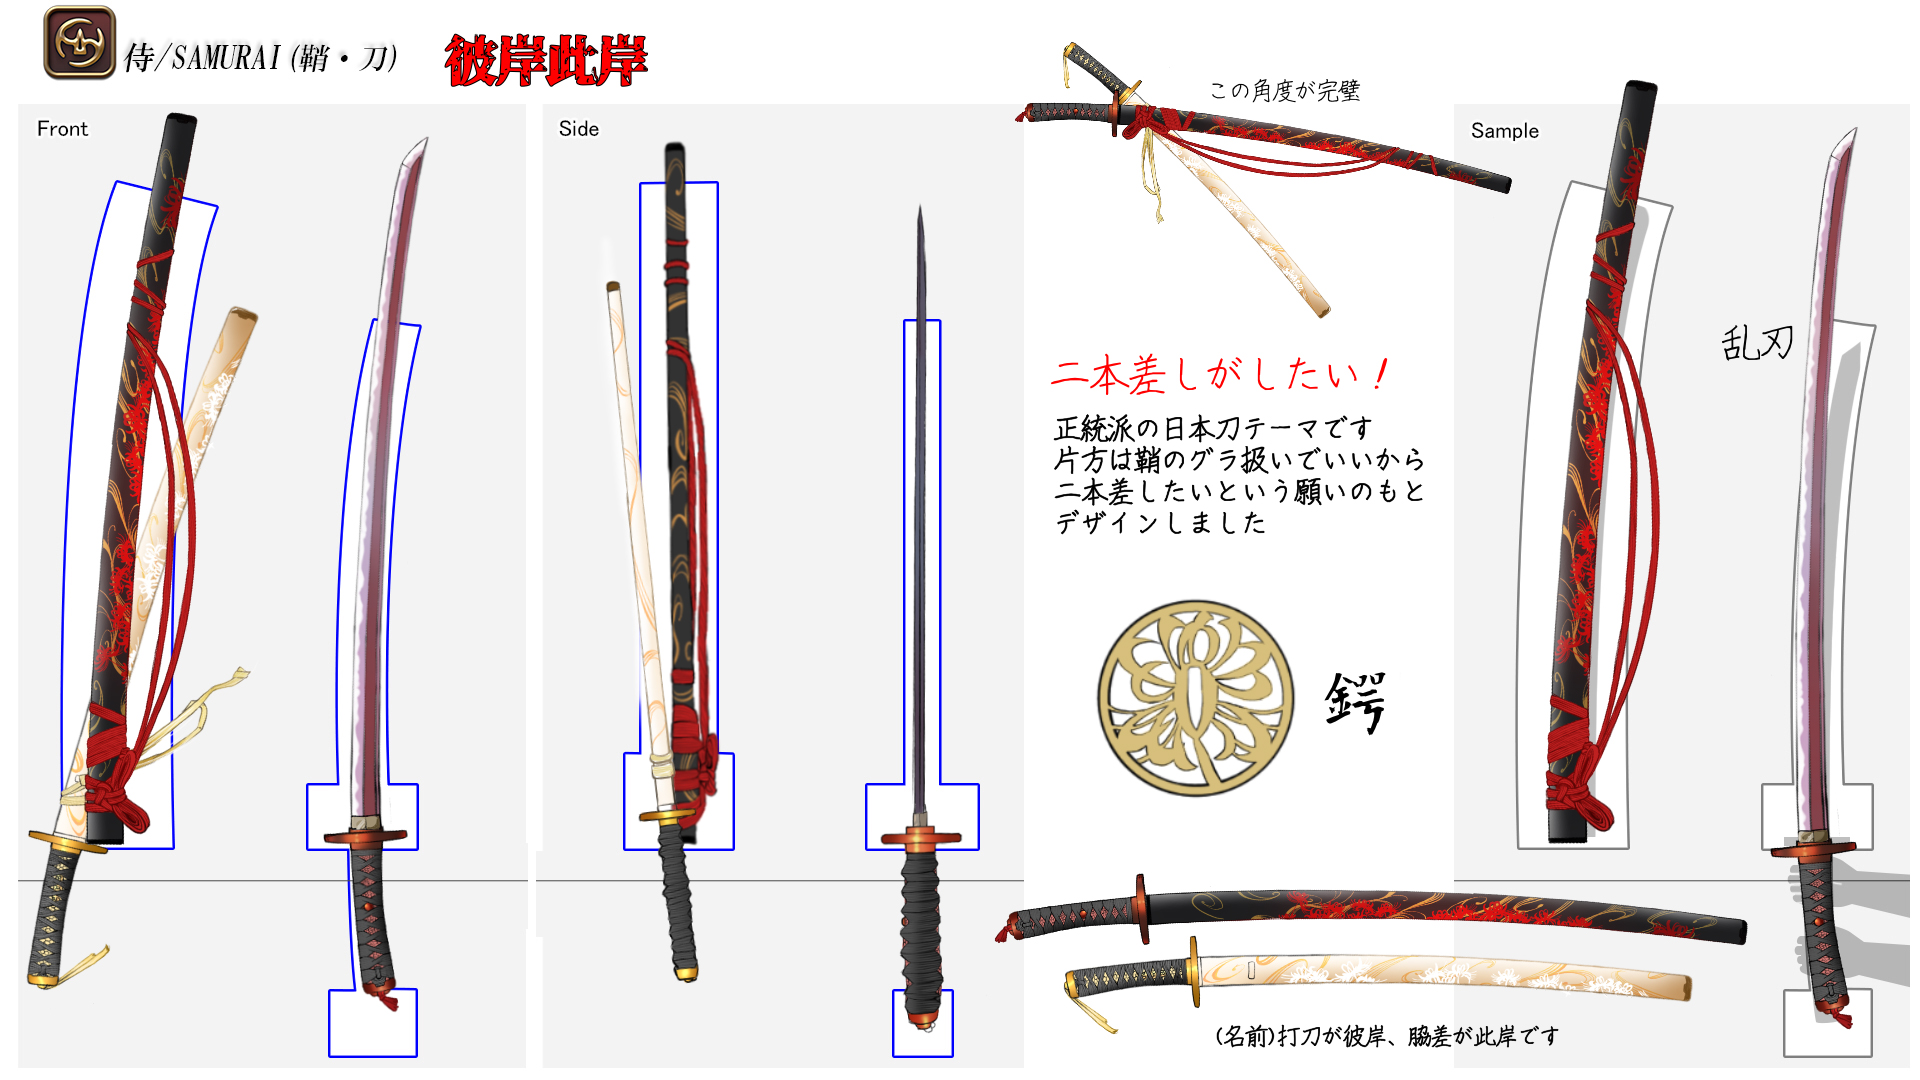 侍/SAMURAI(鞘・刀)
彼岸此岸
Front
Side
この角度が完璧
Sample
乱刃
二本差しがしたい!
正統派の日本刀テーマです
片方は鞘のグラ扱いでいいから
二本差したいという願いのもと
デザインしました
鍔
(名前)打刀が彼岸、脇差が此岸です